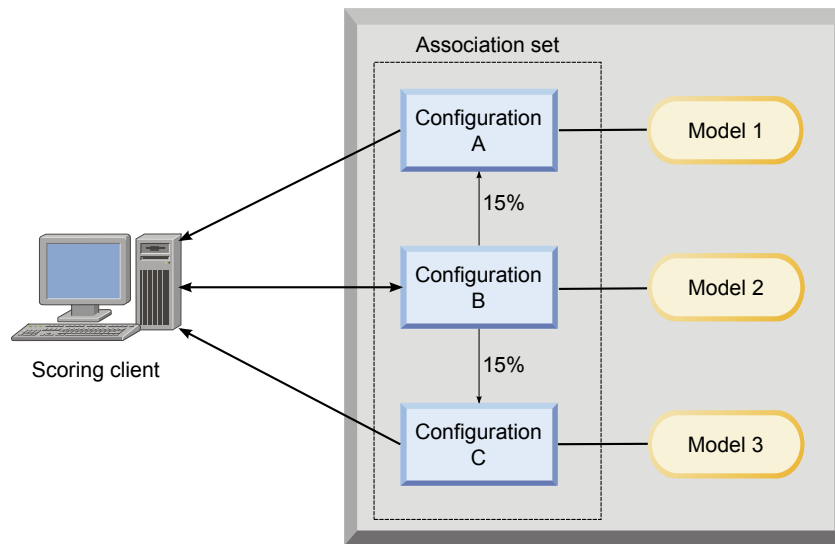 Association set
Configuration
A
Model 1
15%
Configuration
B
Model 2
Scoring client
15%
Configuration
C
Model 3